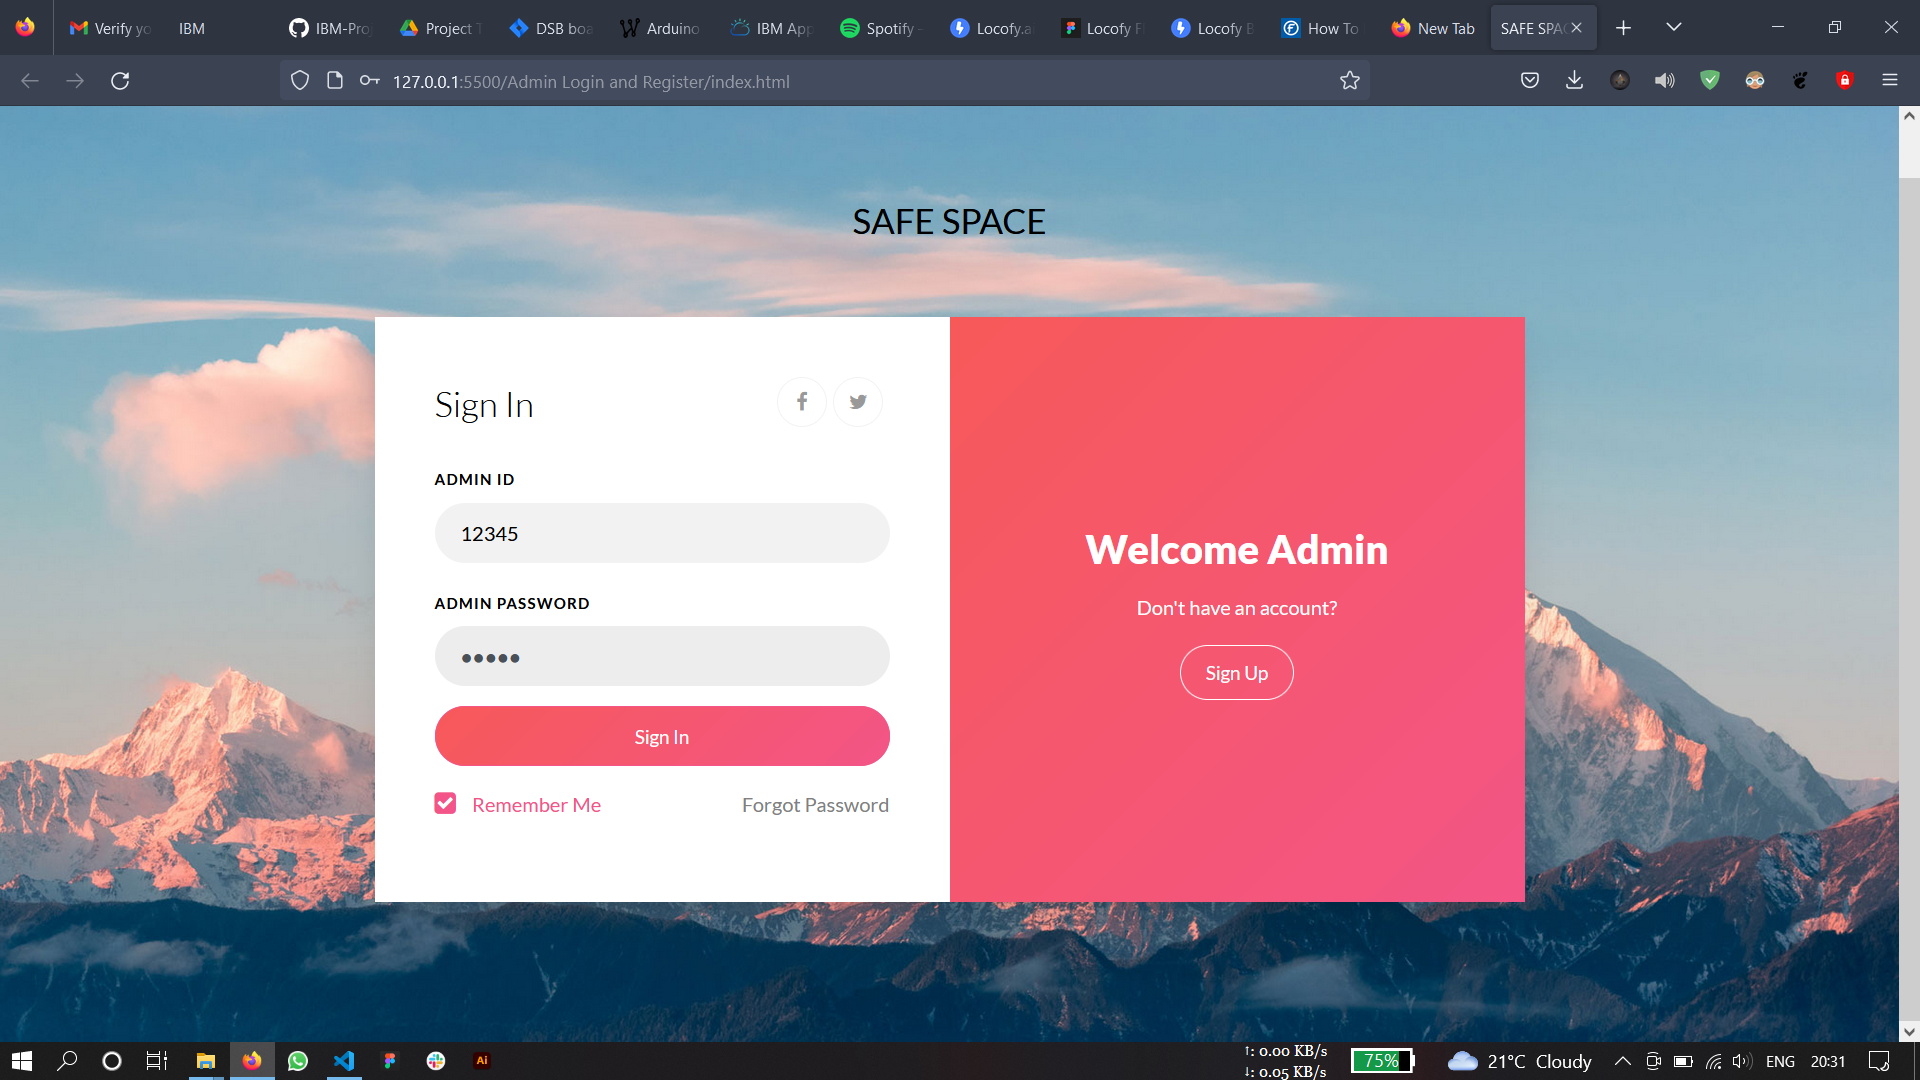 Verify yo
IBM
IBM-Pro
Project T
DSB boa
Arduino
IBM App
Spotify -
Locofy.a
Locofy F
Locofy B
How To
New Tab
SAFE SPAC
127.0.0.1:5500/Admin Login and Register/index.html
SAFE SPACE
Sign In
ADMIN ID
12345
ADMIN PASSWORD
Sign In
Remember Me
Forgot Password
Welcome Admin
Don't have an account?
Sign Up
Ai
↑: 0.00 KB/s
↓: 0.05 KB/s
75%
21°C Cloudy
ENG
20:31